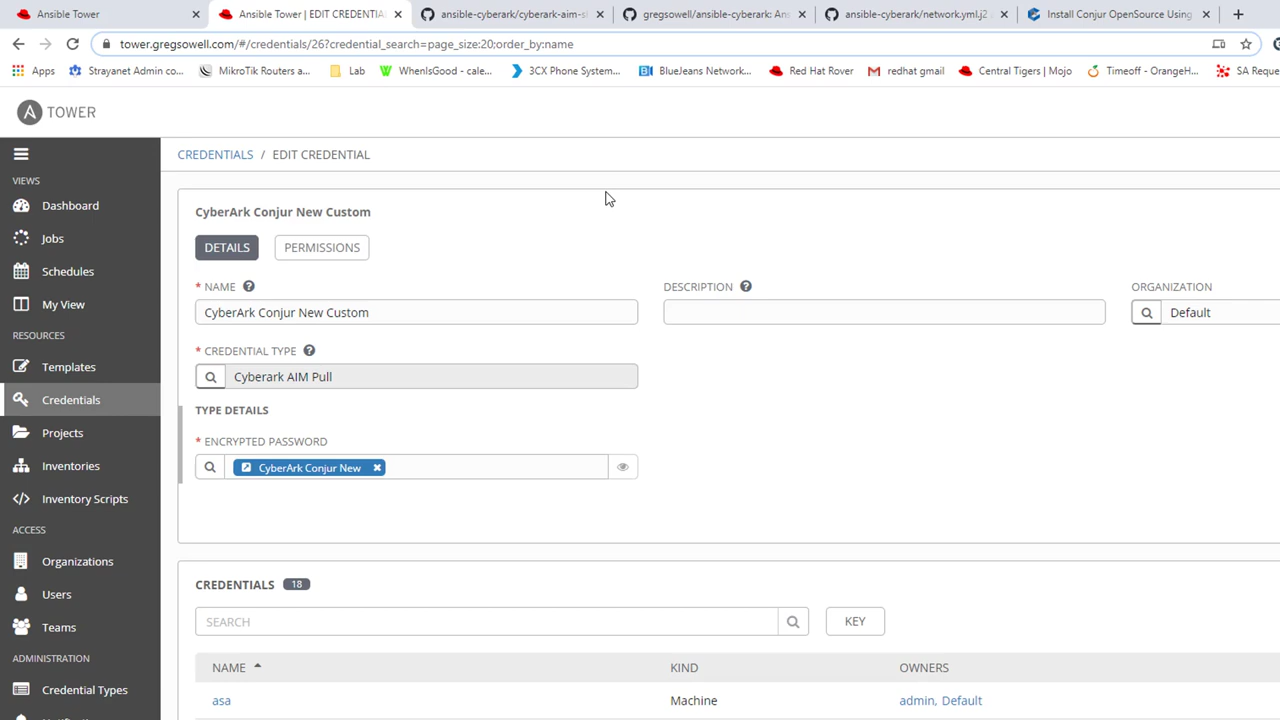 Ansible Tower
Ansible Tower | EDIT CREDENTIA
ansible-cyberark/cyberark-aim-s
gregsowell/ansible-cyberark: Ans
ansible-cyberark/network.yml.j2
Install Conjur OpenSource Using
tower.gregsowell.com/#/credentials/26?credential_search=page_size:20;order_by:name
Apps
Strayanet Admin co...
MikroTik Routers a...
Lab
WhenIsGood - cale...
3CX Phone System...
BlueJeans Network...
Red Hat Rover
redhat gmail
Central Tigers | Mojo
Timeoff - OrangeH...
SA Reque
A TOWER
VIEWS
Dashboard
Jobs
Schedules
My View
RESOURCES
Templates
Credentials
Projects
Inventories
Inventory Scripts
ACCESS
Organizations
Users
Teams
ADMINISTRATION
Credential Types
CREDENTIALS / EDIT CREDENTIAL
CyberArk Conjur New Custom
DETAILS
PERMISSIONS
* NAME ?
CyberArk Conjur New Custom
DESCRIPTION ?
ORGANIZATION
Default
* CREDENTIAL TYPE ?
Cyberark AIM Pull
TYPE DETAILS
* ENCRYPTED PASSWORD
CyberArk Conjur New
CREDENTIALS 18
SEARCH
KEY
NAME KIND OWNERS
asa Machine admin, Default